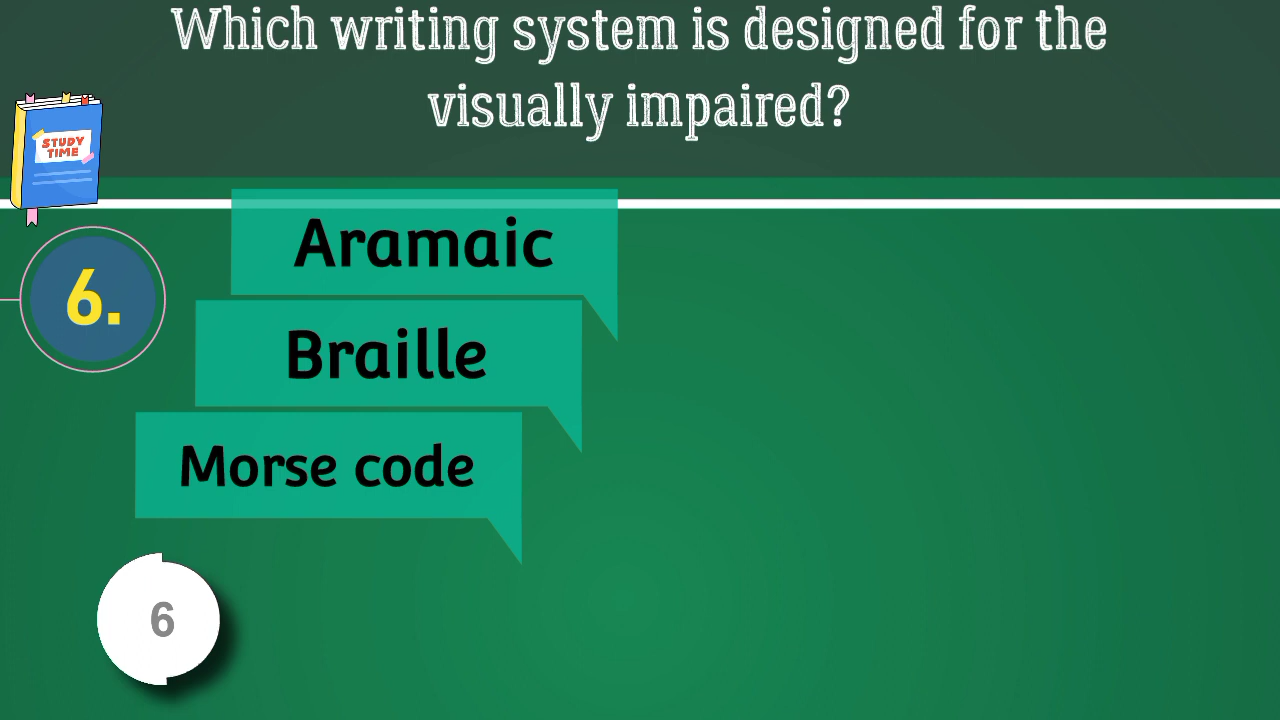 Which writing system is designed for the
visually impaired?
STUDY
TIME
6.
Aramaic
Braille
Morse code
6